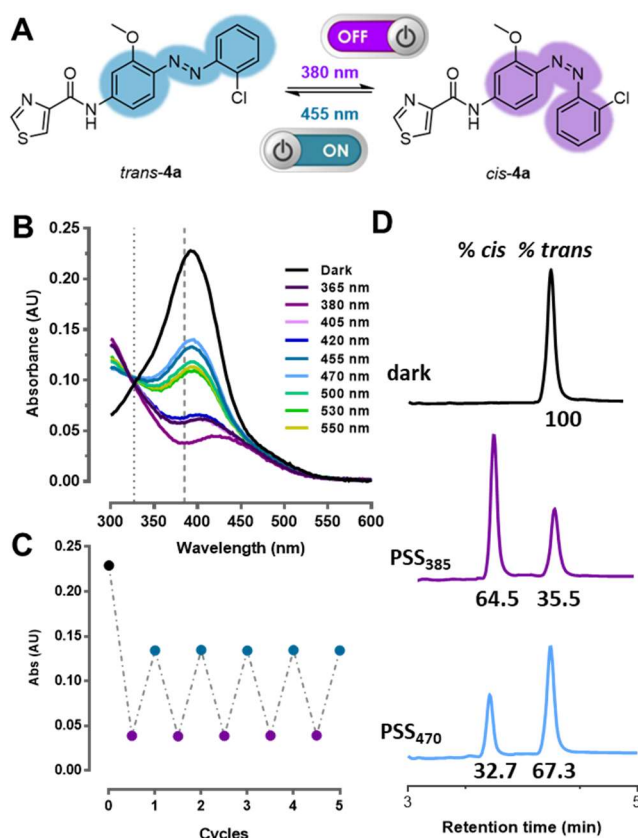 A
OFF
380 nm
455 nm
ON
O
N
N
Cl
O
N
H
N
S
trans-4a
O
N
N
Cl
O
N
H
N
S
cis-4a
B
0.25
0.20
0.15
0.10
0.05
0.00
Absorbance (AU)
300 350 400 450 500 550 600
Wavelength (nm)
Dark
365 nm
380 nm
405 nm
420 nm
455 nm
470 nm
500 nm
530 nm
550 nm
C
0.25
0.20
0.15
0.10
0.05
0.00
Abs (AU)
0 1 2 3 4 5
Cycles
D
% cis % trans
dark
100
PSS385
64.5 35.5
PSS470
32.7 67.3
3 5
Retention time (min)